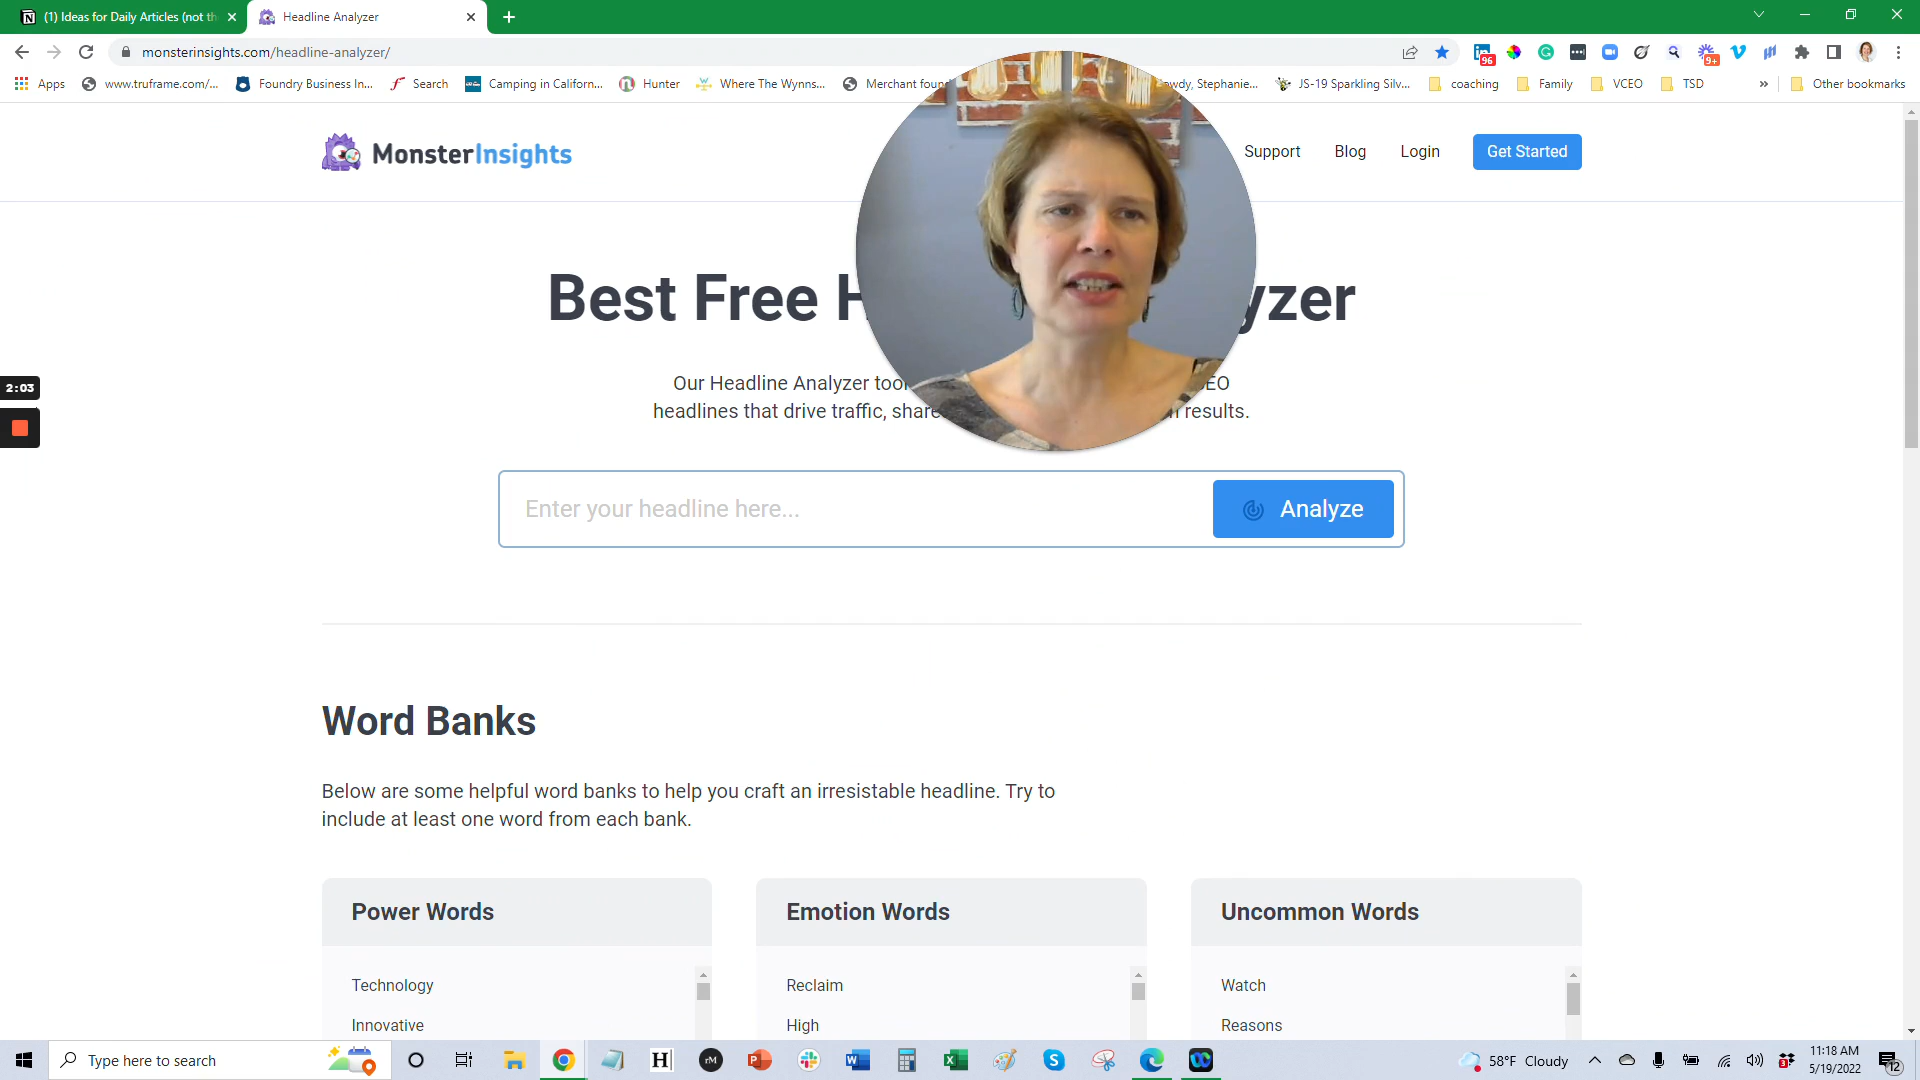 (1) Ideas for Daily Articles (not th
Headline Analyzer
monsterinsights.com/headline-analyzer/
96
9+
Apps
www.truframe.com/...
Foundry Business In...
Search
Camping in Californ...
Hunter
Where The Wynns...
Merchant foun
owdy, Stephanie...
JS-19 Sparkling Silv...
coaching
Family
VCEO
TSD
»
Other bookmarks
MonsterInsights
Support
Blog
Login
Get Started
Best Free H
yzer
Our Headline Analyzer tool
EO
headlines that drive traffic, share
results.
2:03
Enter your headline here...
Analyze
Word Banks
Below are some helpful word banks to help you craft an irresistable headline. Try to
include at least one word from each bank.
Power Words
Emotion Words
Uncommon Words
Technology
Reclaim
Watch
Innovative
High
Reasons
Type here to search
58°F Cloudy
11:18 AM
5/19/2022
12